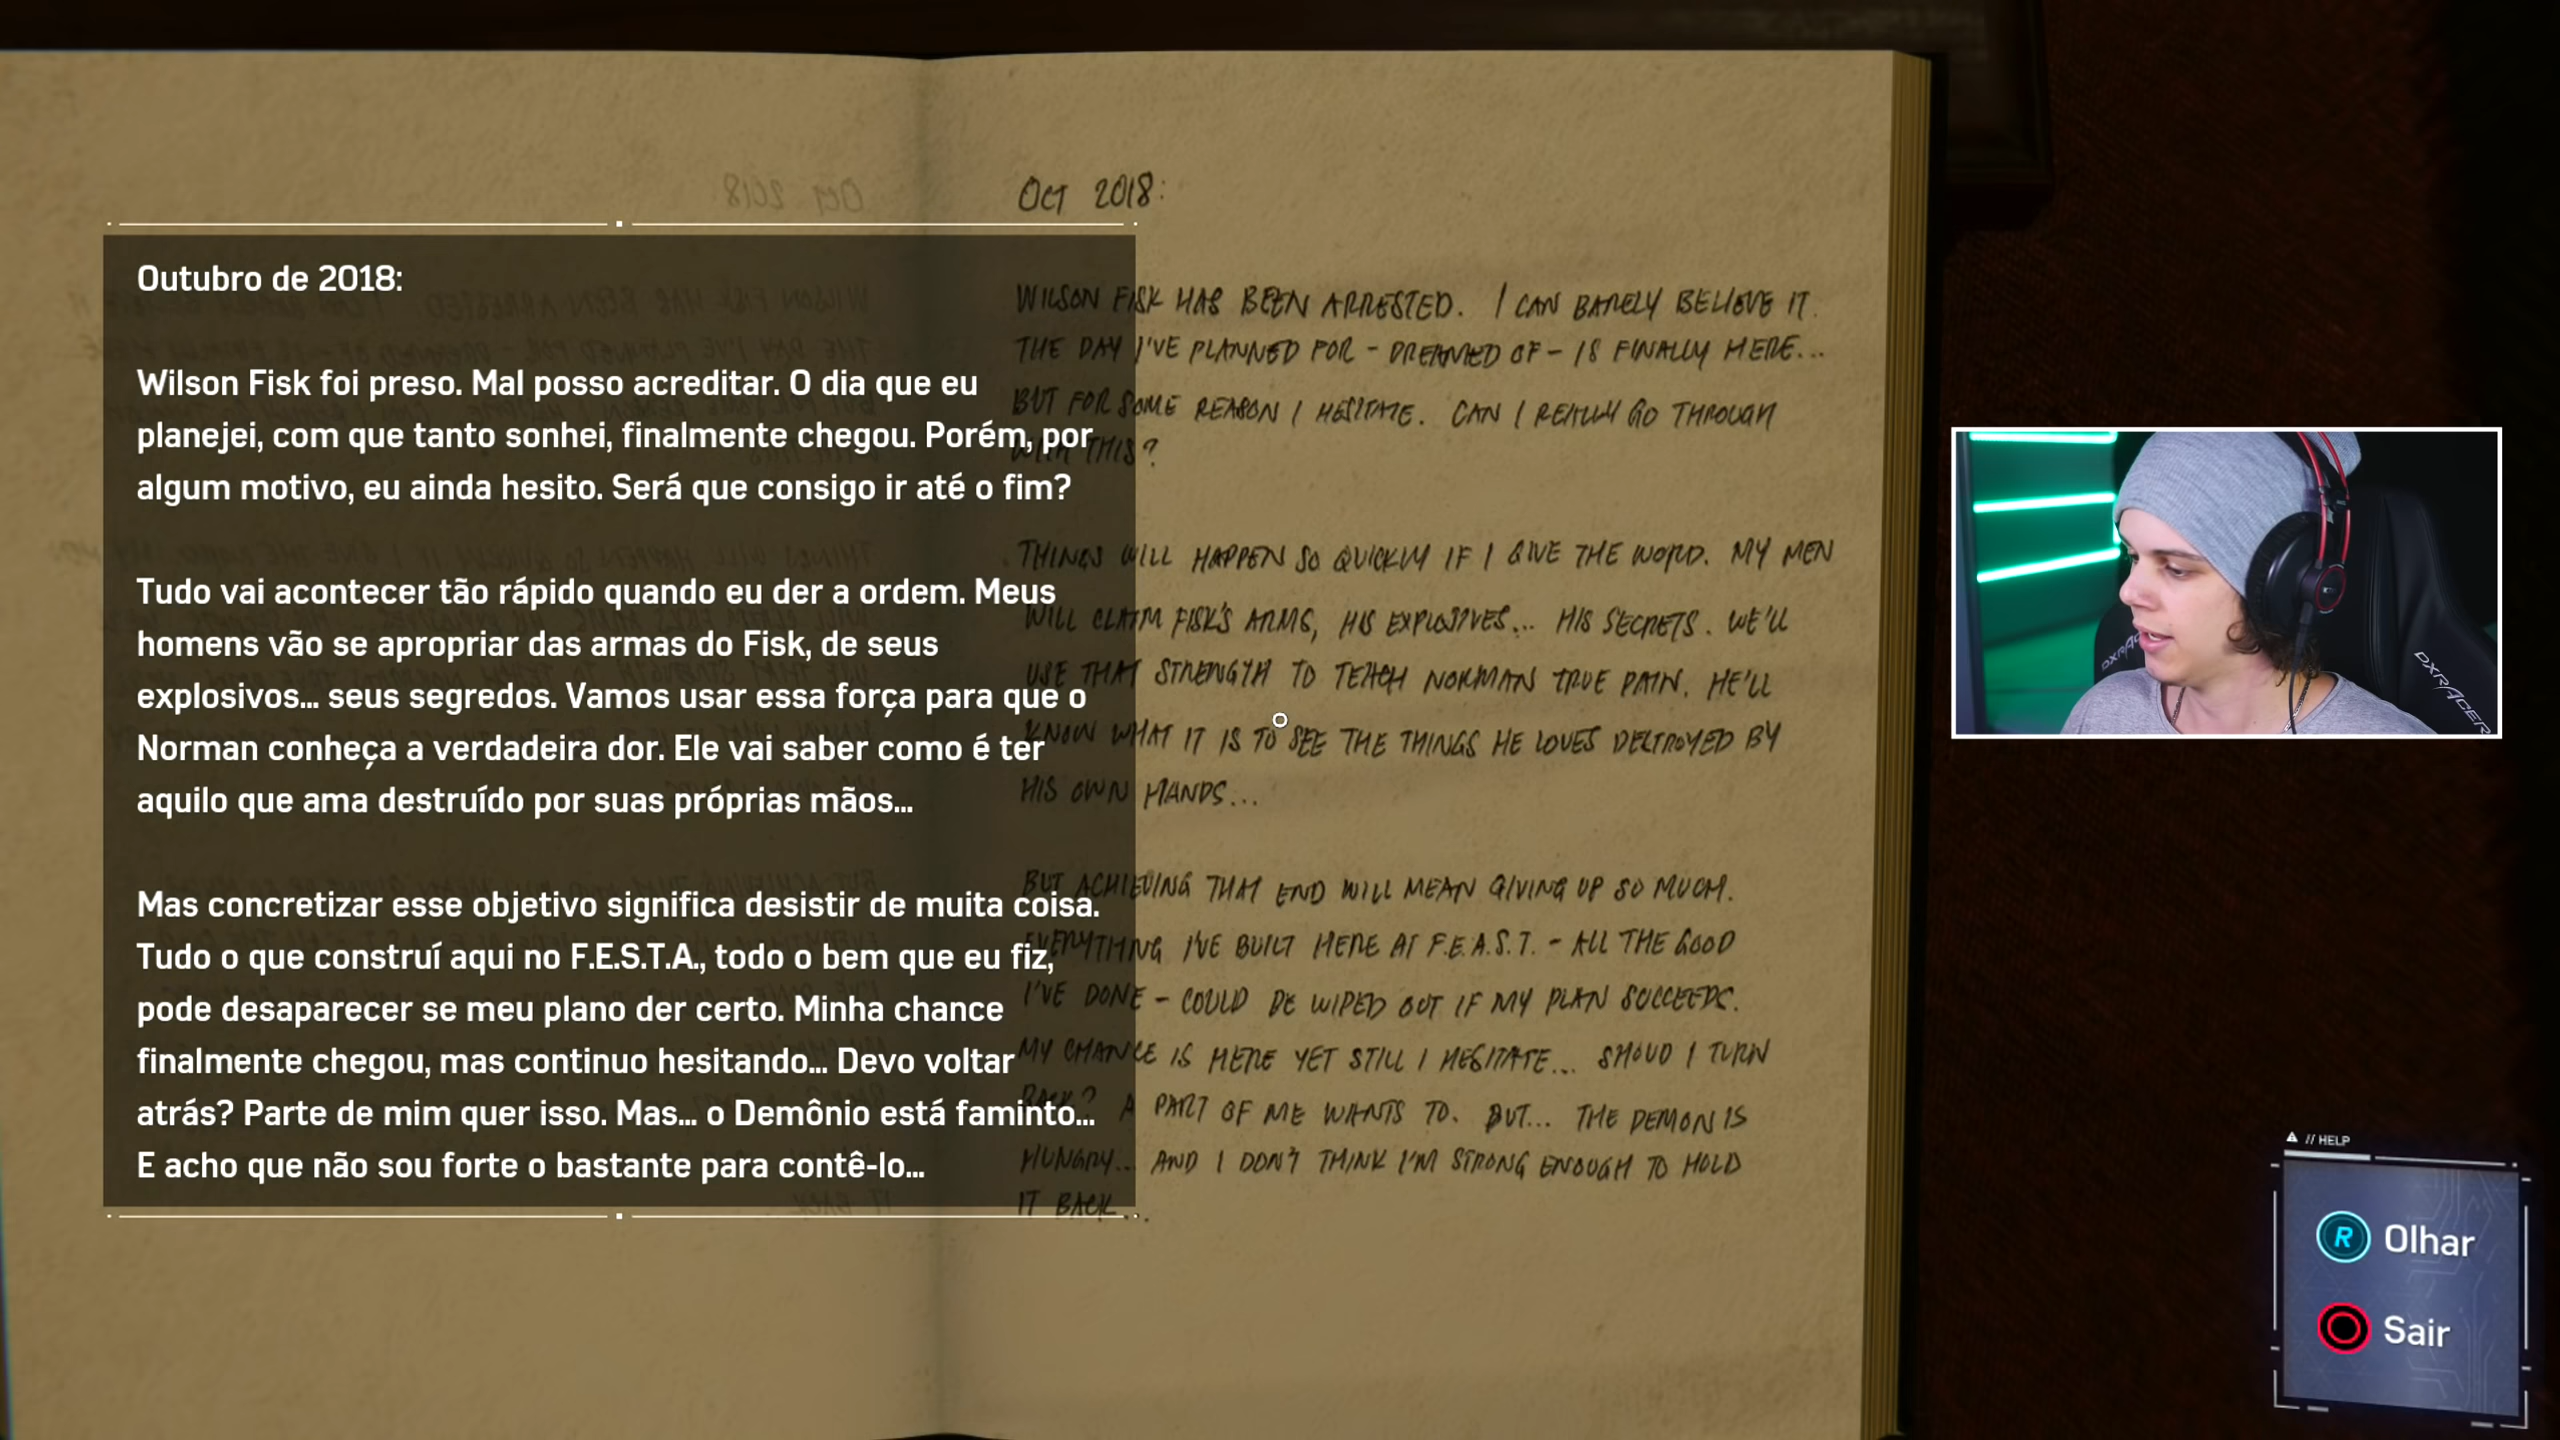 Outubro de 2018:
Wilson Fisk foi preso. Mal posso acreditar. O dia que eu
planejei, com que tanto sonhei, finalmente chegou. Porém, por
algum motivo, eu ainda hesito. Será que consigo ir até o fim?
Tudo vai acontecer tão rápido quando eu der a ordem. Meus
homens vão se apropriar das armas do Fisk, de seus
explosivos... seus segredos. Vamos usar essa força para que o
Norman conheça a verdadeira dor. Ele vai saber como é ter
aquilo que ama destruído por suas próprias mãos...
Mas concretizar esse objetivo significa desistir de muita coisa.
Tudo o que construí aqui no F.E.S.T.A., todo o bem que eu fiz,
pode desaparecer se meu plano der certo. Minha chance
finalmente chegou, mas continuo hesitando... Devo voltar
atrás? Parte de mim quer isso. Mas... o Demônio está faminto...
E acho que não sou forte o bastante para contê-lo...
OCT 2018:
WILSON FISK HAS BEEN ARRESTED. I CAN BARELY BELIEVE IT.
THE DAY I'VE PLANNED FOR - DREAMED OF - IS FINALLY HERE...
BUT FOR SOME REASON I HESITATE. CAN I REALLY GO THROUGH
WITH THIS?
THINGS WILL HAPPEN SO QUICKLY IF I GIVE THE WORD. MY MEN
WILL CLAIM FISK'S ARMS, HIS EXPLOSIVES... HIS SECRETS. WE'LL
USE THAT STRENGTH TO TEACH NORMAN TRUE PAIN. HE'LL
KNOW WHAT IT IS TO SEE THE THINGS HE LOVES DESTROYED BY
HIS OWN HANDS...
BUT ACHIEVING THAT END WILL MEAN GIVING UP SO MUCH.
EVERYTHING I'VE BUILT HERE AT F.E.A.S.T. - ALL THE GOOD
I'VE DONE - COULD BE WIPED OUT IF MY PLAN SUCCEEDS.
MY CHANCE IS HERE YET STILL I HESITATE... SHOUD I TURN
BACK? A PART OF ME WANTS TO. BUT... THE DEMON IS
HUNGRY... AND I DON'T THINK I'M STRONG ENOUGH TO HOLD
IT BACK...
DXRACER
// HELP
R Olhar
Sair